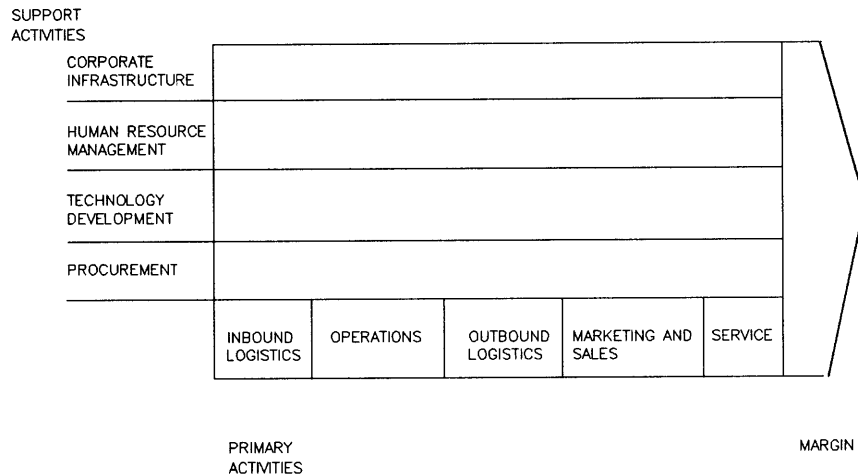 SUPPORT
ACTIVITIES
CORPORATE
INFRASTRUCTURE
HUMAN RESOURCE
MANAGEMENT
TECHNOLOGY
DEVELOPMENT
PROCUREMENT
INBOUND
LOGISTICS
OPERATIONS
OUTBOUND
LOGISTICS
MARKETING AND
SALES
SERVICE
PRIMARY
ACTIVITIES
MARGIN